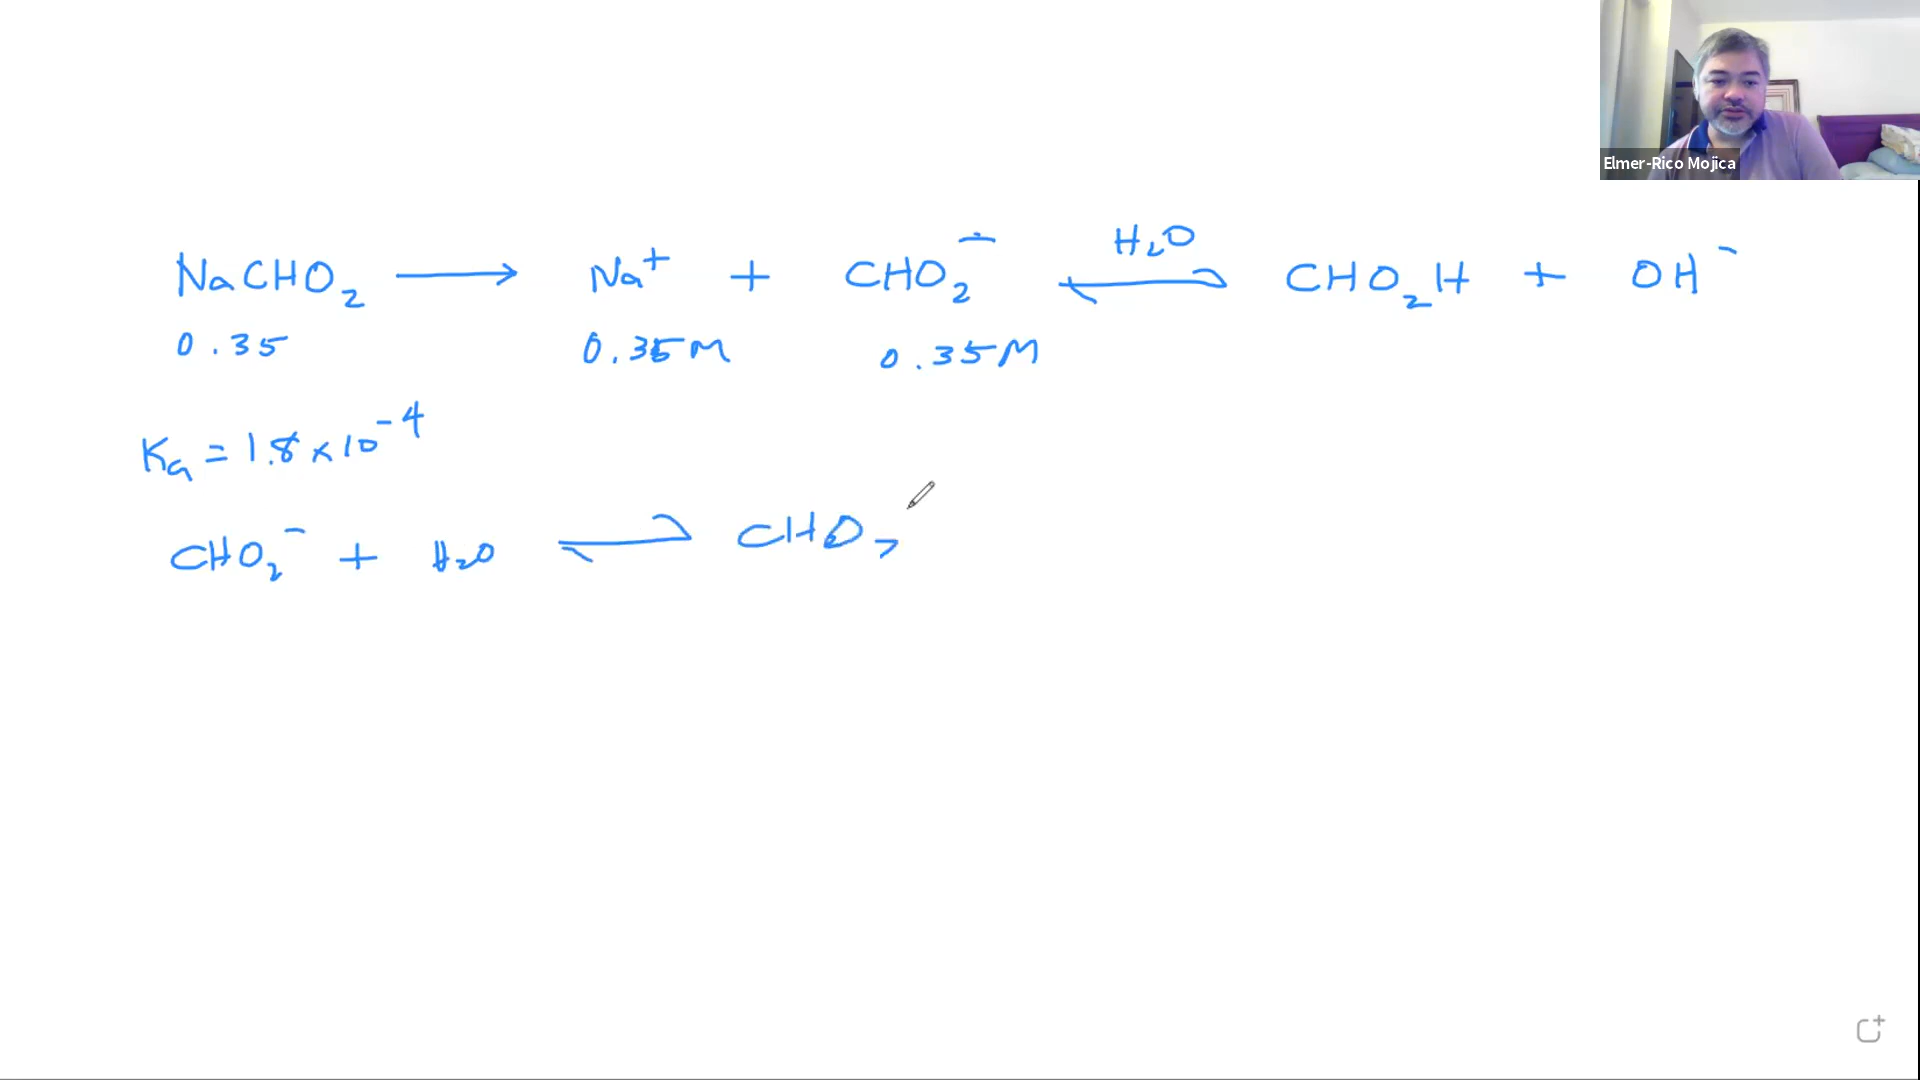 Elmer-Rico Mojica
NaCHO₂ ⟶ Na⁺ + CHO₂⁻ ⇌ H₂O CHO₂H + OH⁻
0.35 0.35M 0.35M
Ka = 1.8 x 10⁻⁴
CHO₂⁻ + H₂O ⇌ CHO₂